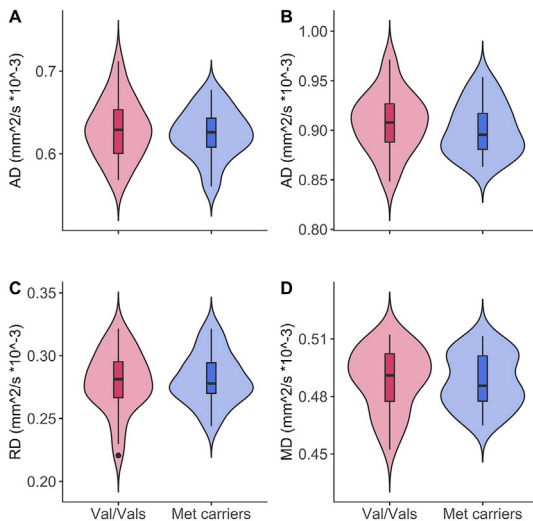 A
AD (mm^2/s *10^-3)
0.7
0.6
B
AD (mm^2/s *10^-3)
1.00
0.95
0.90
0.85
0.80
C
RD (mm^2/s *10^-3)
0.35
0.30
0.25
0.20
Val/Vals Met carriers
D
MD (mm^2/s *10^-3)
0.51
0.48
0.45
Val/Vals Met carriers